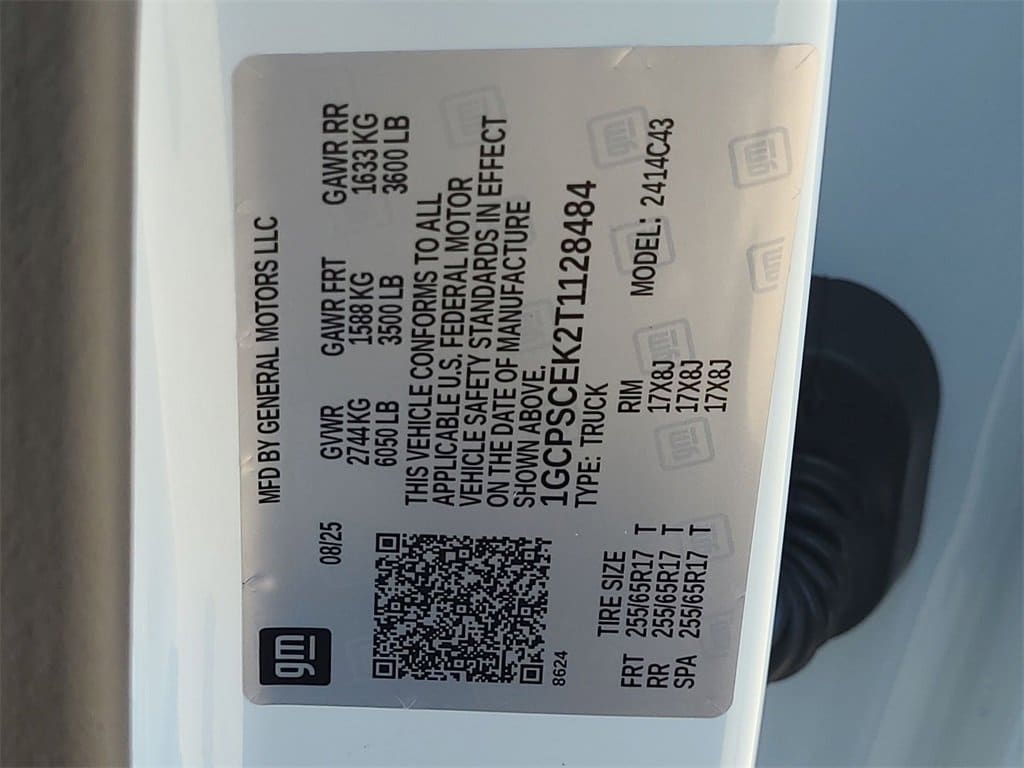 gm
MFD BY GENERAL MOTORS LLC
08/25
GVWR GAWR FRT GAWR RR
2744 KG 1588 KG 1633 KG
6050 LB 3500 LB 3600 LB
THIS VEHICLE CONFORMS TO ALL
APPLICABLE U.S. FEDERAL MOTOR
VEHICLE SAFETY STANDARDS IN EFFECT
ON THE DATE OF MANUFACTURE
SHOWN ABOVE.
1GCPSCEK2T1128484
8624
TYPE: TRUCK
MODEL: 2414C43
TIRE SIZE RIM
FRT 255/65R17 T 17X8J
RR 255/65R17 T 17X8J
SPA 255/65R17 T 17X8J